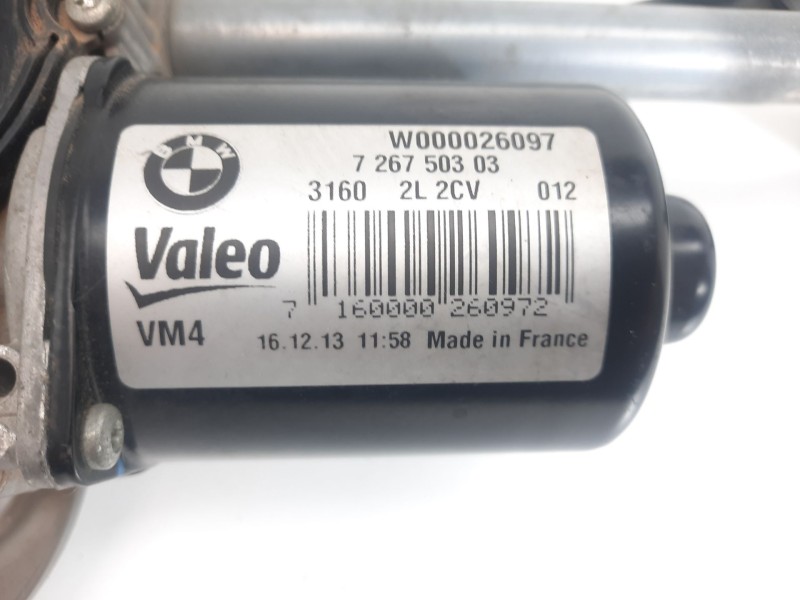 BMW
W000026097
7 267 503 03
3160 2L 2CV 012
Valeo
7 160000 260972
VM4
16.12.13 11:58 Made in France